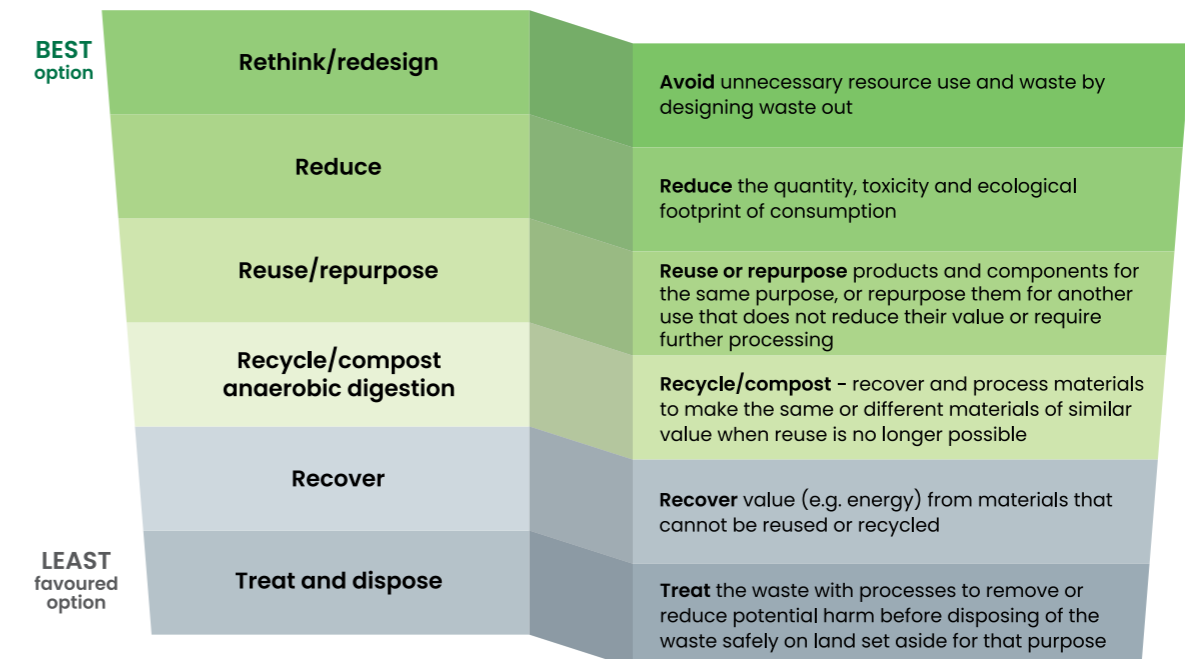 BEST
option
Rethink/redesign
Avoid unnecessary resource use and waste by
designing waste out
Reduce
Reduce the quantity, toxicity and ecological
footprint of consumption
Reuse/repurpose
Reuse or repurpose products and components for
the same purpose, or repurpose them for another
use that does not reduce their value or require
further processing
Recycle/compost
anaerobic digestion
Recycle/compost – recover and process materials
to make the same or different materials of similar
value when reuse is no longer possible
Recover
Recover value (e.g. energy) from materials that
cannot be reused or recycled
LEAST
favoured
option
Treat and dispose
Treat the waste with processes to remove or
reduce potential harm before disposing of the
waste safely on land set aside for that purpose